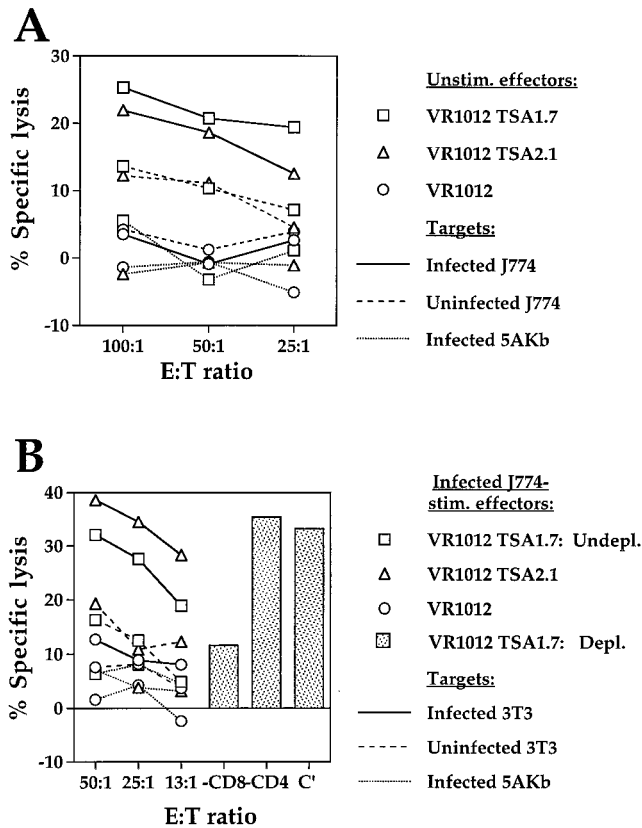 A
% Specific lysis
30
20
10
0
-10
100:1 50:1 25:1
E:T ratio
Unstim. effectors:
VR1012 TSA1.7
VR1012 TSA2.1
VR1012
Targets:
Infected J774
Uninfected J774
Infected 5AKb
B
% Specific lysis
40
30
20
10
0
-10
50:1 25:1 13:1 -CD8 -CD4 C'
E:T ratio
Infected J774-
stim. effectors:
VR1012 TSA1.7: Undepl.
VR1012 TSA2.1
VR1012
VR1012 TSA1.7: Depl.
Targets:
Infected 3T3
Uninfected 3T3
Infected 5AKb